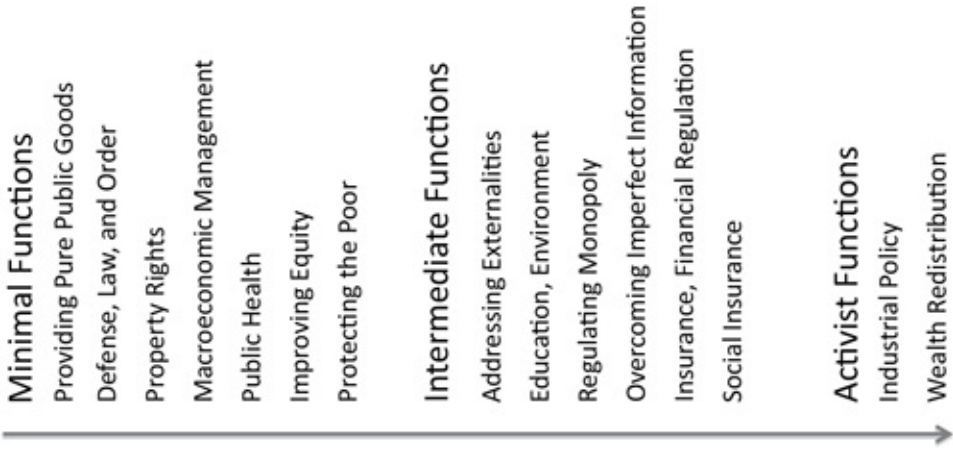 Minimal Functions
Providing Pure Public Goods
Defense, Law, and Order
Property Rights
Macroeconomic Management
Public Health
Improving Equity
Protecting the Poor
Intermediate Functions
Addressing Externalities
Education, Environment
Regulating Monopoly
Overcoming Imperfect Information
Insurance, Financial Regulation
Social Insurance
Activist Functions
Industrial Policy
Wealth Redistribution